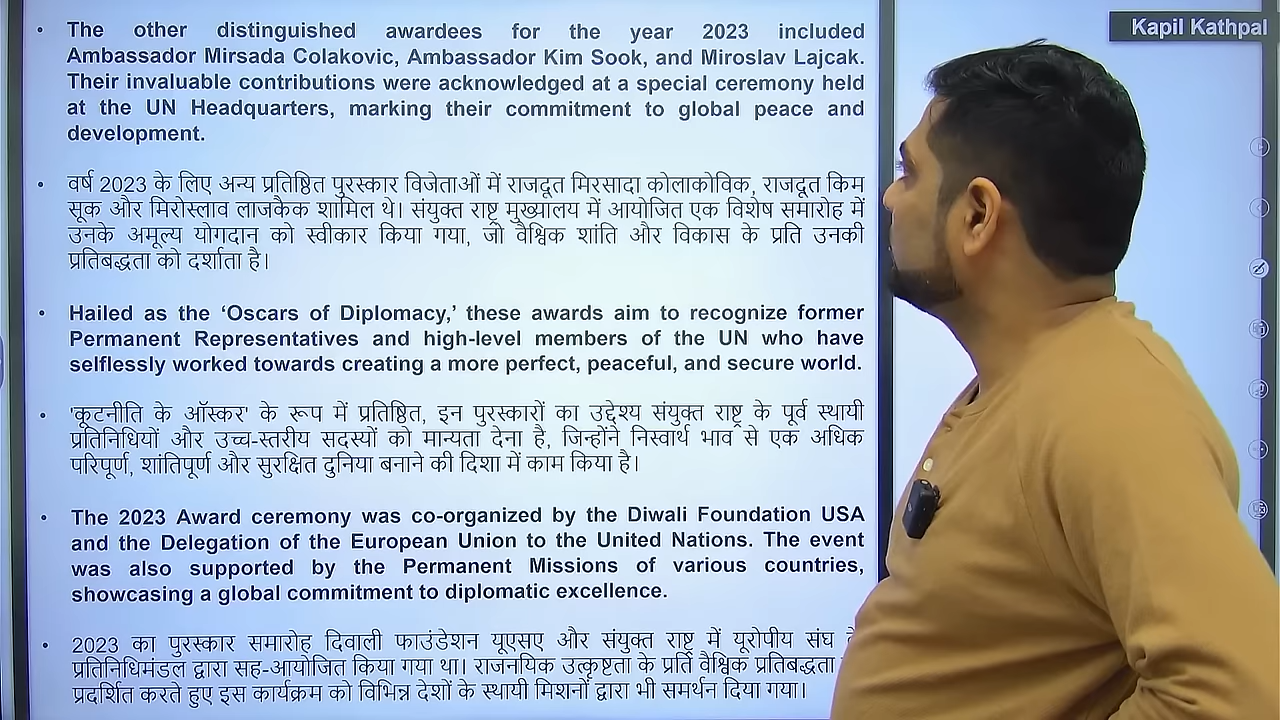 Kapil Kathpal
• The other distinguished awardees for the year 2023 included
Ambassador Mirsada Colakovic, Ambassador Kim Sook, and Miroslav Lajcak.
Their invaluable contributions were acknowledged at a special ceremony held
at the UN Headquarters, marking their commitment to global peace and
development.
• वर्ष 2023 के लिए अन्य प्रतिष्ठित पुरस्कार विजेताओं में राजदूत मिरसादा कोलाकोविक, राजदूत किम
सूक और मिरोस्लाव लाजकैक शामिल थे। संयुक्त राष्ट्र मुख्यालय में आयोजित एक विशेष समारोह में
उनके अमूल्य योगदान को स्वीकार किया गया, जो वैश्विक शांति और विकास के प्रति उनकी
प्रतिबद्धता को दर्शाता है।
• Hailed as the ‘Oscars of Diplomacy,’ these awards aim to recognize former
Permanent Representatives and high-level members of the UN who have
selflessly worked towards creating a more perfect, peaceful, and secure world.
• 'कूटनीति के ऑस्कर' के रूप में प्रतिष्ठित, इन पुरस्कारों का उद्देश्य संयुक्त राष्ट्र के पूर्व स्थायी
प्रतिनिधियों और उच्च-स्तरीय सदस्यों को मान्यता देना है, जिन्होंने निस्वार्थ भाव से एक अधिक
परिपूर्ण, शांतिपूर्ण और सुरक्षित दुनिया बनाने की दिशा में काम किया है।
• The 2023 Award ceremony was co-organized by the Diwali Foundation USA
and the Delegation of the European Union to the United Nations. The event
was also supported by the Permanent Missions of various countries,
showcasing a global commitment to diplomatic excellence.
• 2023 का पुरस्कार समारोह दिवाली फाउंडेशन यूएसए और संयुक्त राष्ट्र में यूरोपीय संघ
प्रतिनिधिमंडल द्वारा सह-आयोजित किया गया था। राजनयिक उत्कृष्टता के प्रति वैश्विक प्रतिबद्धता
प्रदर्शित करते हुए इस कार्यक्रम को विभिन्न देशों के स्थायी मिशनों द्वारा भी समर्थन दिया गया।